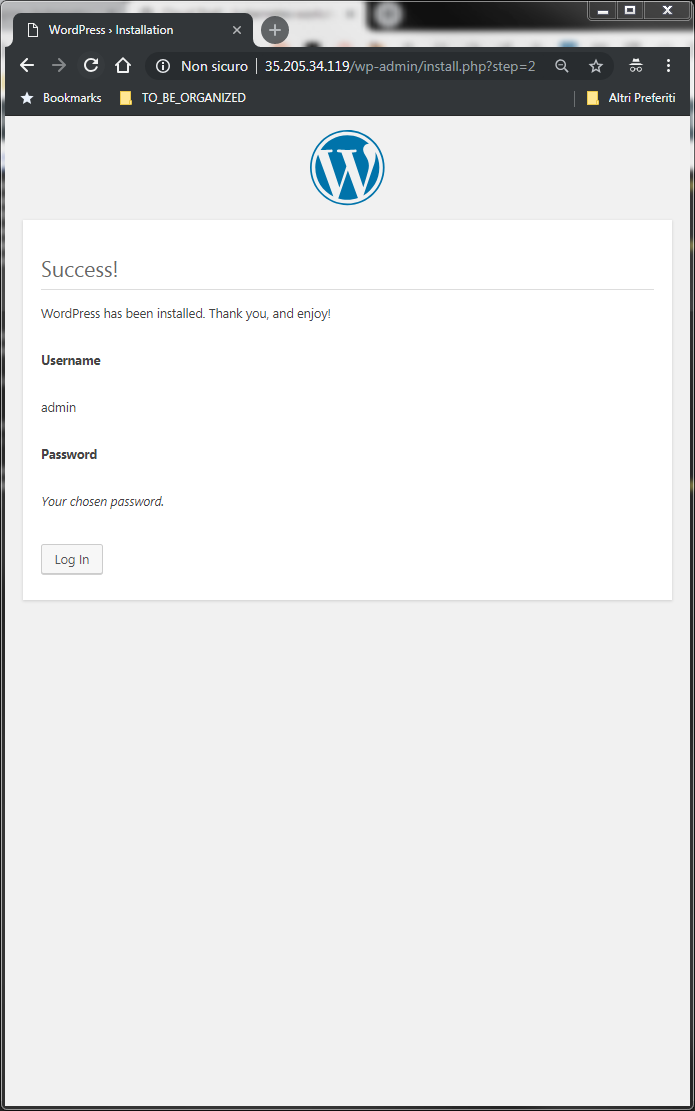 WordPress › Installation
Non sicuro | 35.205.34.119/wp-admin/install.php?step=2
Bookmarks TO_BE_ORGANIZED Altri Preferiti
Success!
WordPress has been installed. Thank you, and enjoy!
Username
admin
Password
Your chosen password.
Log In